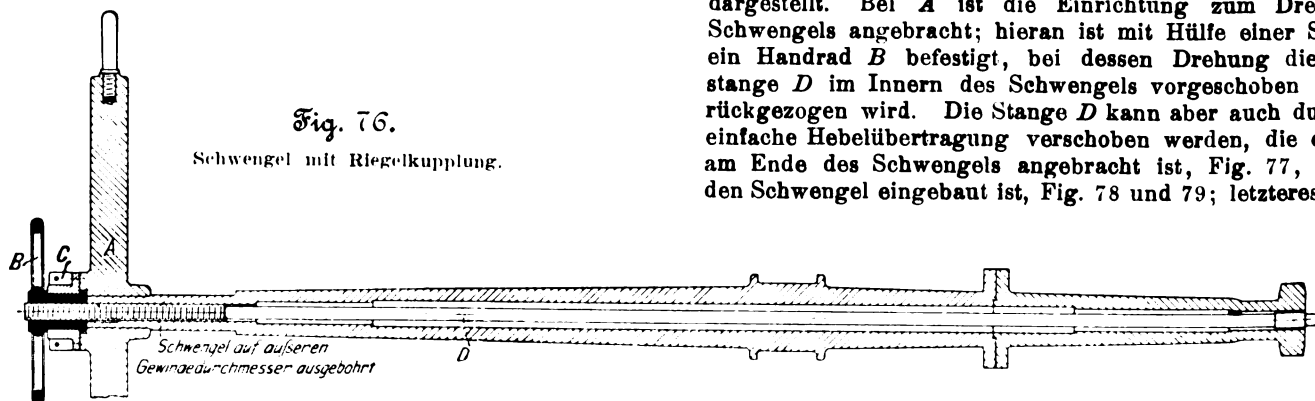 dargestellt. Bei A ist die Einrichtung zum Dre
Schwengels angebracht; hieran ist mit Hülfe einer S
ein Handrad B befestigt, bei dessen Drehung die
stange D im Innern des Schwengels vorgeschoben
rückgezogen wird. Die Stange D kann aber auch du
einfache Hebelübertragung verschoben werden, die e
am Ende des Schwengels angebracht ist, Fig. 77,
den Schwengel eingebaut ist, Fig. 78 und 79; letzteres
Fig. 76.
Schwengel mit Riegelkupplung.
B
C
A
D
Schwengel auf äußeren
Gewindedurchmesser ausgebohrt